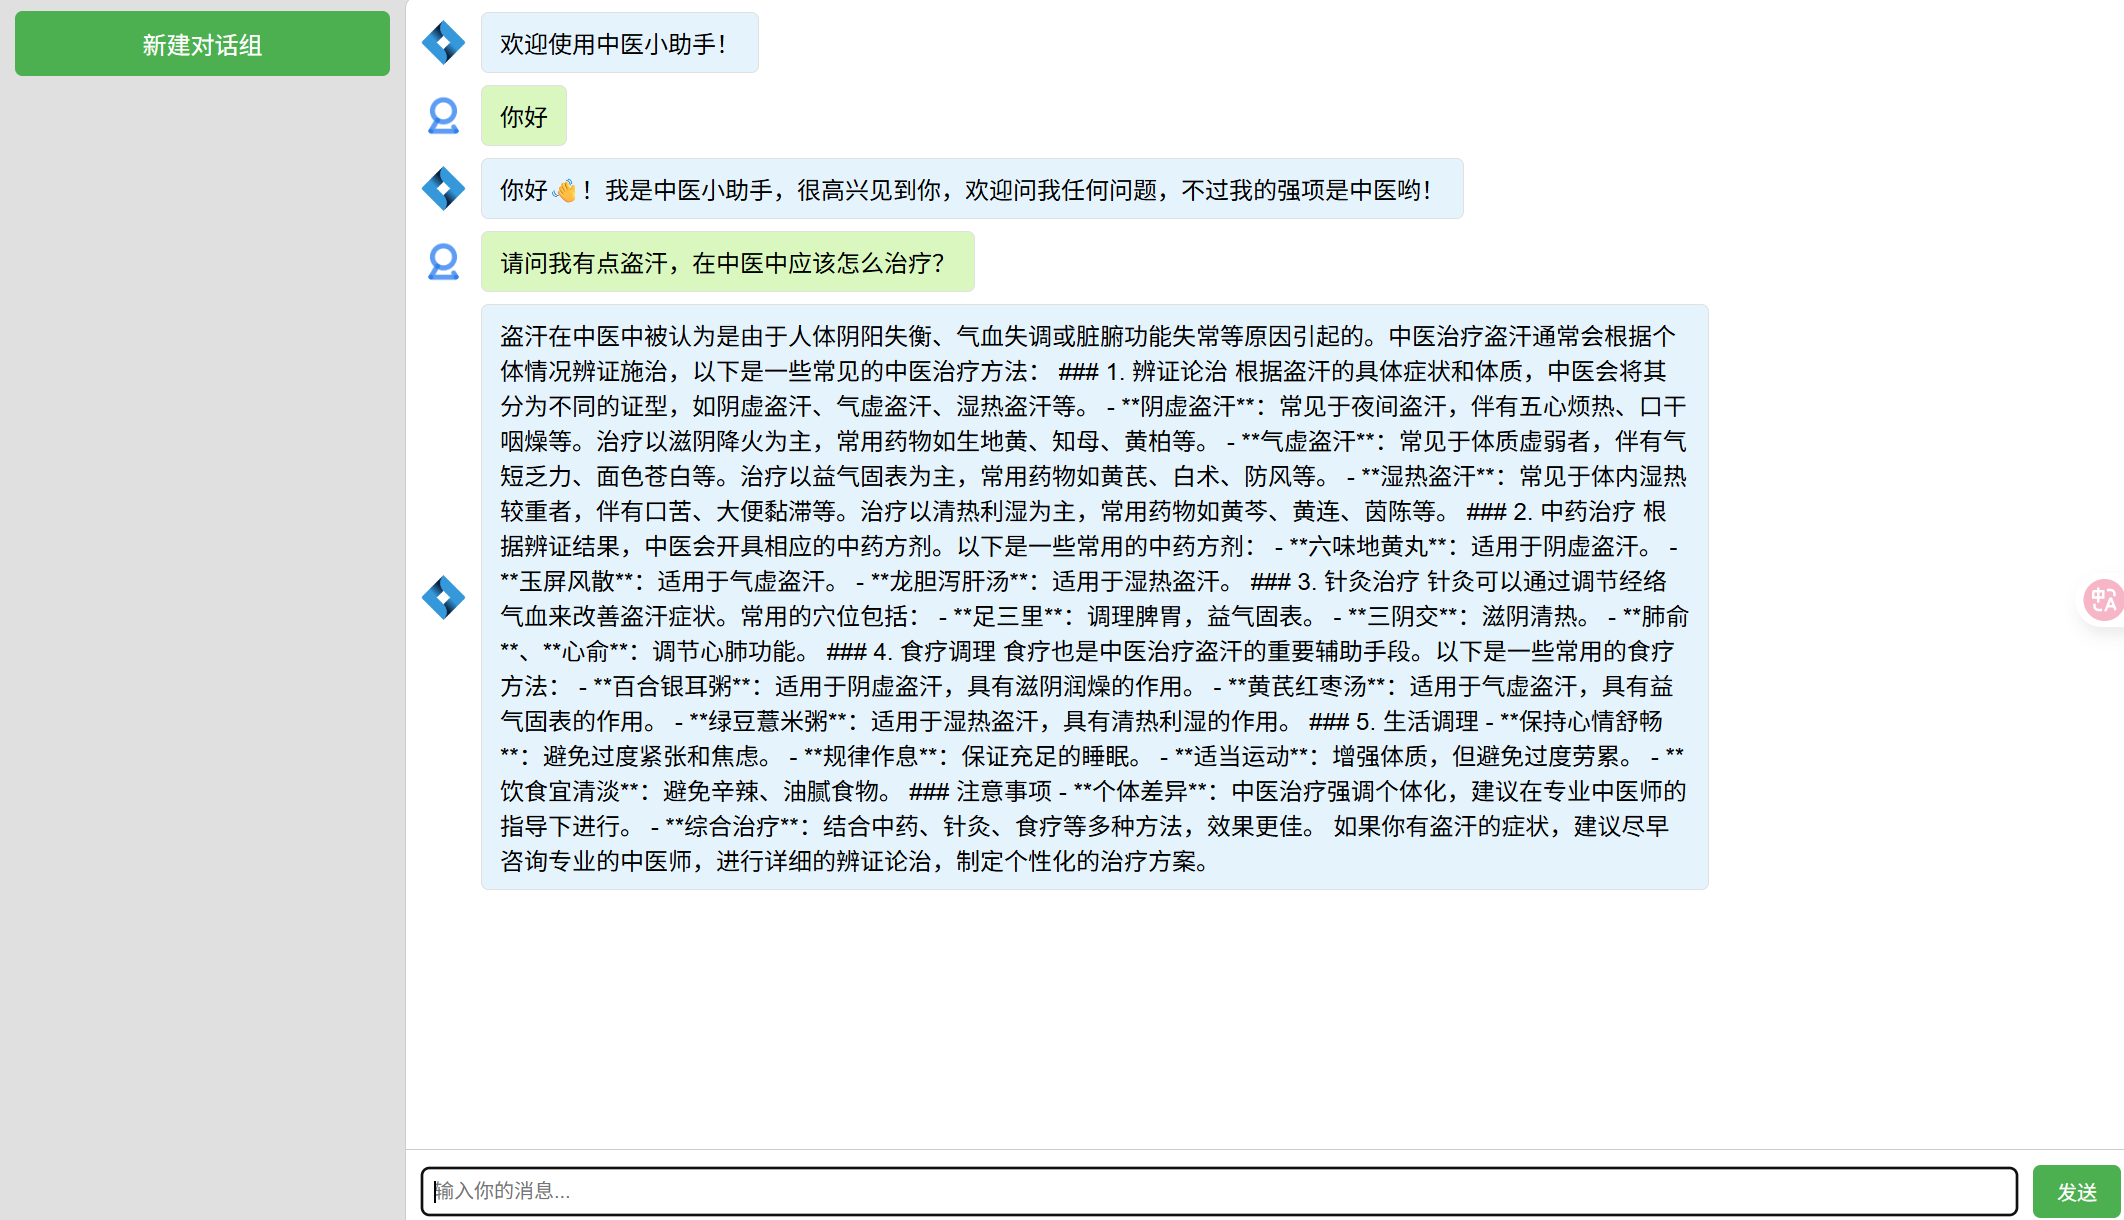 新建对话组
欢迎使用中医小助手！
你好
你好👋！我是中医小助手，很高兴见到你，欢迎问我任何问题，不过我的强项是中医哟！
请问我有点盗汗，在中医中应该怎么治疗？
盗汗在中医中被认为是由于人体阴阳失衡、气血失调或脏腑功能失常等原因引起的。中医治疗盗汗通常会根据个
体情况辨证施治，以下是一些常见的中医治疗方法： ### 1. 辨证论治 根据盗汗的具体症状和体质，中医会将其
分为不同的证型，如阴虚盗汗、气虚盗汗、湿热盗汗等。 - **阴虚盗汗**：常见于夜间盗汗，伴有五心烦热、口干
咽燥等。治疗以滋阴降火为主，常用药物如生地黄、知母、黄柏等。 - **气虚盗汗**：常见于体质虚弱者，伴有气
短乏力、面色苍白等。治疗以益气固表为主，常用药物如黄芪、白术、防风等。 - **湿热盗汗**：常见于体内湿热
较重者，伴有口苦、大便黏滞等。治疗以清热利湿为主，常用药物如黄芩、黄连、茵陈等。 ### 2. 中药治疗 根
据辨证结果，中医会开具相应的中药方剂。以下是一些常用的中药方剂： - **六味地黄丸**：适用于阴虚盗汗。 -
**玉屏风散**：适用于气虚盗汗。 - **龙胆泻肝汤**：适用于湿热盗汗。 ### 3. 针灸治疗 针灸可以通过调节经络
气血来改善盗汗症状。常用的穴位包括： - **足三里**：调理脾胃，益气固表。 - **三阴交**：滋阴清热。 - **肺俞
**、**心俞**：调节心肺功能。 ### 4. 食疗调理 食疗也是中医治疗盗汗的重要辅助手段。以下是一些常用的食疗
方法： - **百合银耳粥**：适用于阴虚盗汗，具有滋阴润燥的作用。 - **黄芪红枣汤**：适用于气虚盗汗，具有益
气固表的作用。 - **绿豆薏米粥**：适用于湿热盗汗，具有清热利湿的作用。 ### 5. 生活调理 - **保持心情舒畅
**：避免过度紧张和焦虑。 - **规律作息**：保证充足的睡眠。 - **适当运动**：增强体质，但避免过度劳累。 - **
饮食宜清淡**：避免辛辣、油腻食物。 ### 注意事项 - **个体差异**：中医治疗强调个体化，建议在专业中医师的
指导下进行。 - **综合治疗**：结合中药、针灸、食疗等多种方法，效果更佳。 如果你有盗汗的症状，建议尽早
咨询专业的中医师，进行详细的辨证论治，制定个性化的治疗方案。
中A
输入你的消息...
发送